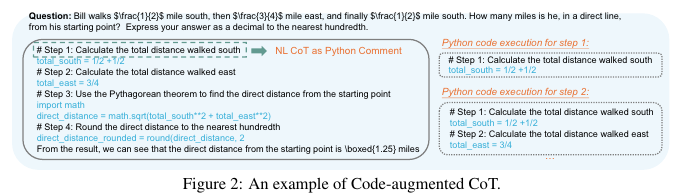 Question: Bill walks $\frac{1}{2}$ mile south, then $\frac{3}{4}$ mile east, and finally $\frac{1}{2}$ mile south. How many miles is he, in a direct line,
from his starting point?  Express your answer as a decimal to the nearest hundredth.
# Step 1: Calculate the total distance walked south
NL CoT as Python Comment
total_south = 1/2 +1/2
# Step 2: Calculate the total distance walked east
total_east = 3/4
# Step 3: Use the Pythagorean theorem to find the direct distance from the starting point
import math
direct_distance = math.sqrt(total_south**2 + total_east**2)
# Step 4: Round the direct distance to the nearest hundredth
direct_distance_rounded = round(direct_distance, 2
From the result, we can see that the direct distance from the starting point is \boxed{1.25} miles
Python code execution for step 1:
# Step 1: Calculate the total distance walked south
total_south = 1/2 +1/2
Python code execution for step 2:
# Step 1: Calculate the total distance walked south
total_south = 1/2 +1/2
# Step 2: Calculate the total distance walked east
total_east = 3/4
...
Figure 2: An example of Code-augmented CoT.